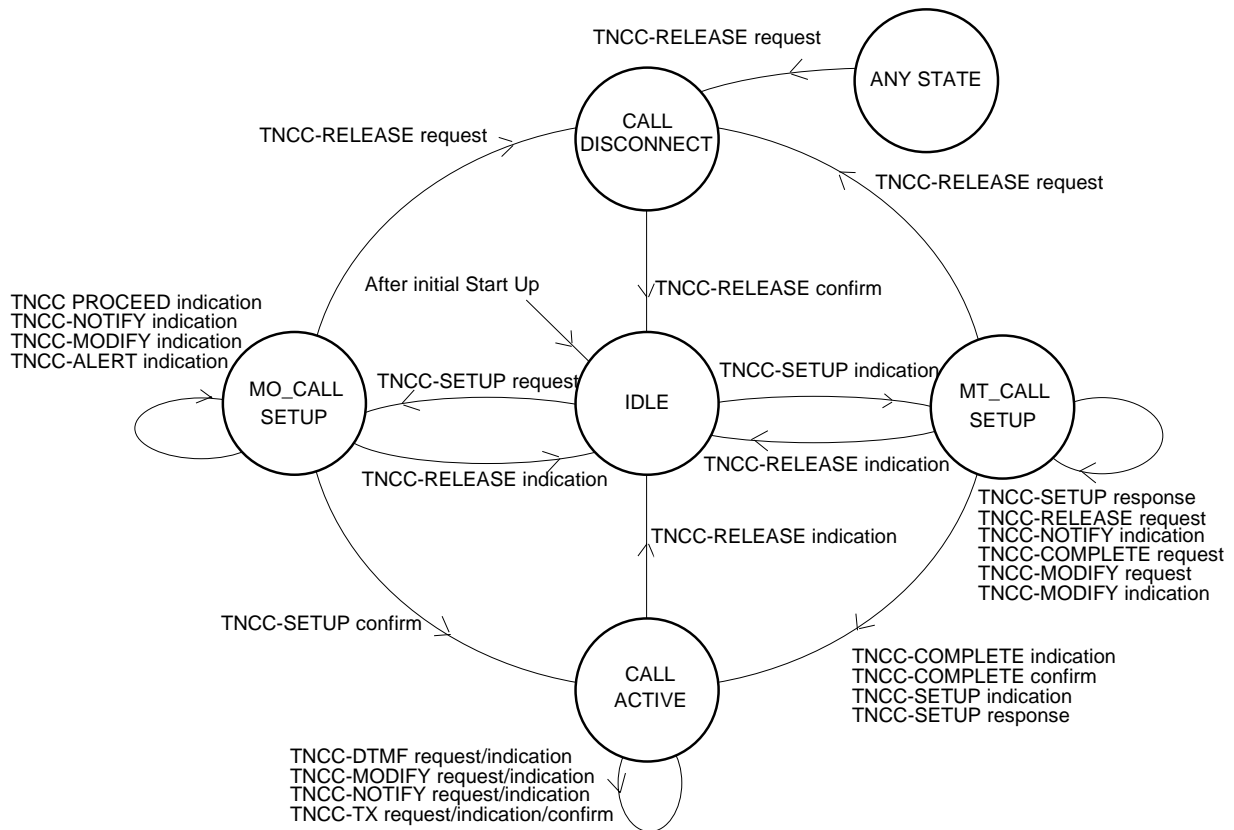 TNCC-RELEASE request
ANY STATE
CALL
DISCONNECT
TNCC-RELEASE request
TNCC-RELEASE request
After initial Start Up
TNCC-RELEASE confirm
TNCC PROCEED indication
TNCC-NOTIFY indication
TNCC-MODIFY indication
TNCC-ALERT indication
TNCC-SETUP request
TNCC-SETUP indication
MO_CALL
SETUP
IDLE
MT_CALL
SETUP
TNCC-RELEASE indication
TNCC-RELEASE indication
TNCC-SETUP response
TNCC-RELEASE request
TNCC-NOTIFY indication
TNCC-COMPLETE request
TNCC-MODIFY request
TNCC-MODIFY indication
TNCC-RELEASE indication
TNCC-SETUP confirm
TNCC-COMPLETE indication
TNCC-COMPLETE confirm
TNCC-SETUP indication
TNCC-SETUP response
CALL
ACTIVE
TNCC-DTMF request/indication
TNCC-MODIFY request/indication
TNCC-NOTIFY request/indication
TNCC-TX request/indication/confirm